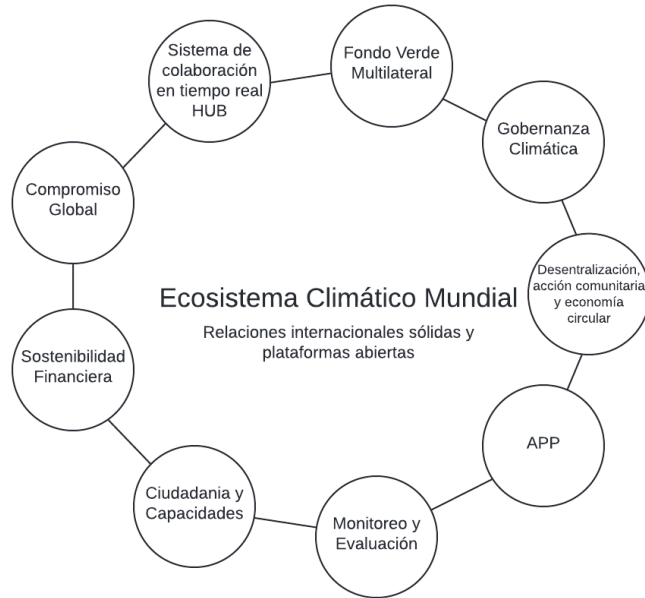 Sistema de
colaboración
en tiempo real
HUB
Fondo Verde
Multilateral
Gobernanza
Climática
Compromiso
Global
Desentralización,
acción comunitaria
y economía
circular
Ecosistema Climático Mundial
Relaciones internacionales sólidas y
plataformas abiertas
Sostenibilidad
Financiera
APP
Ciudadania y
Capacidades
Monitoreo y
Evaluación